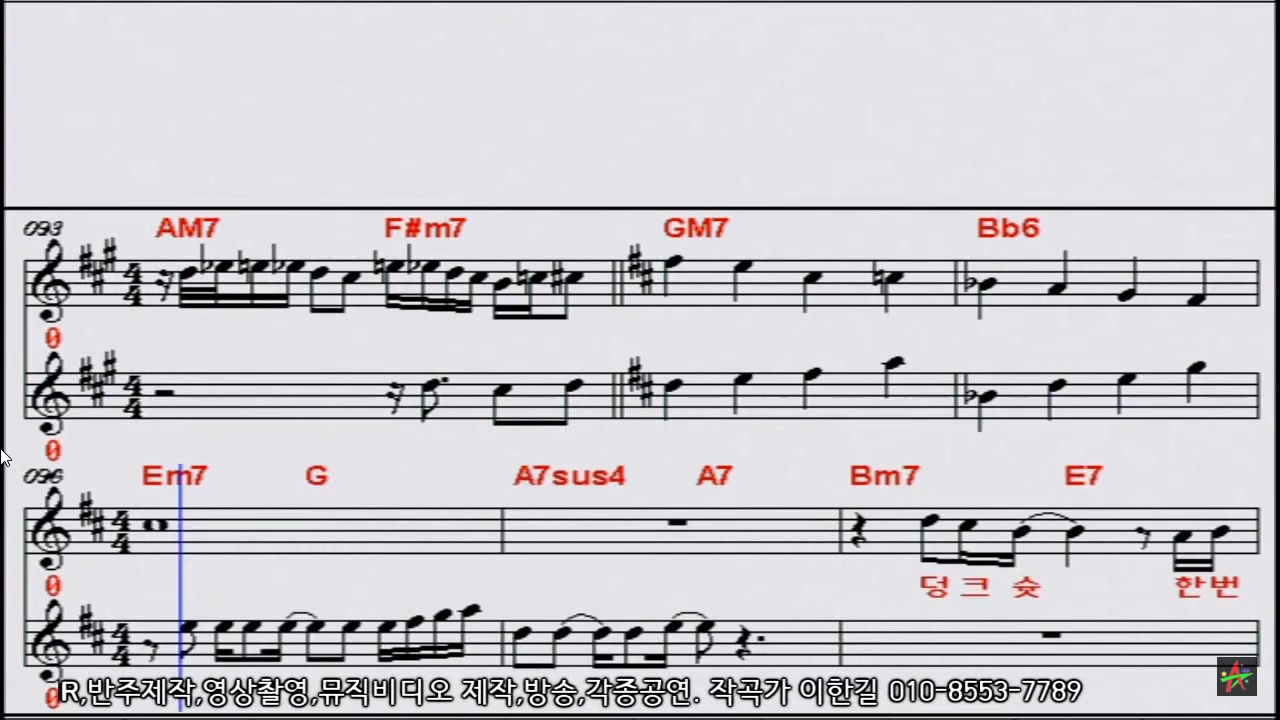 093 AM7 F#m7 GM7 Bb6
0
0
096 Em7 G A7sus4 A7 Bm7 E7
0 덩 크 슛 한 번
0
R,반주제작,영상촬영,뮤직비디오 제작,방송,각종공연. 작곡가 이한길 010-8553-7789